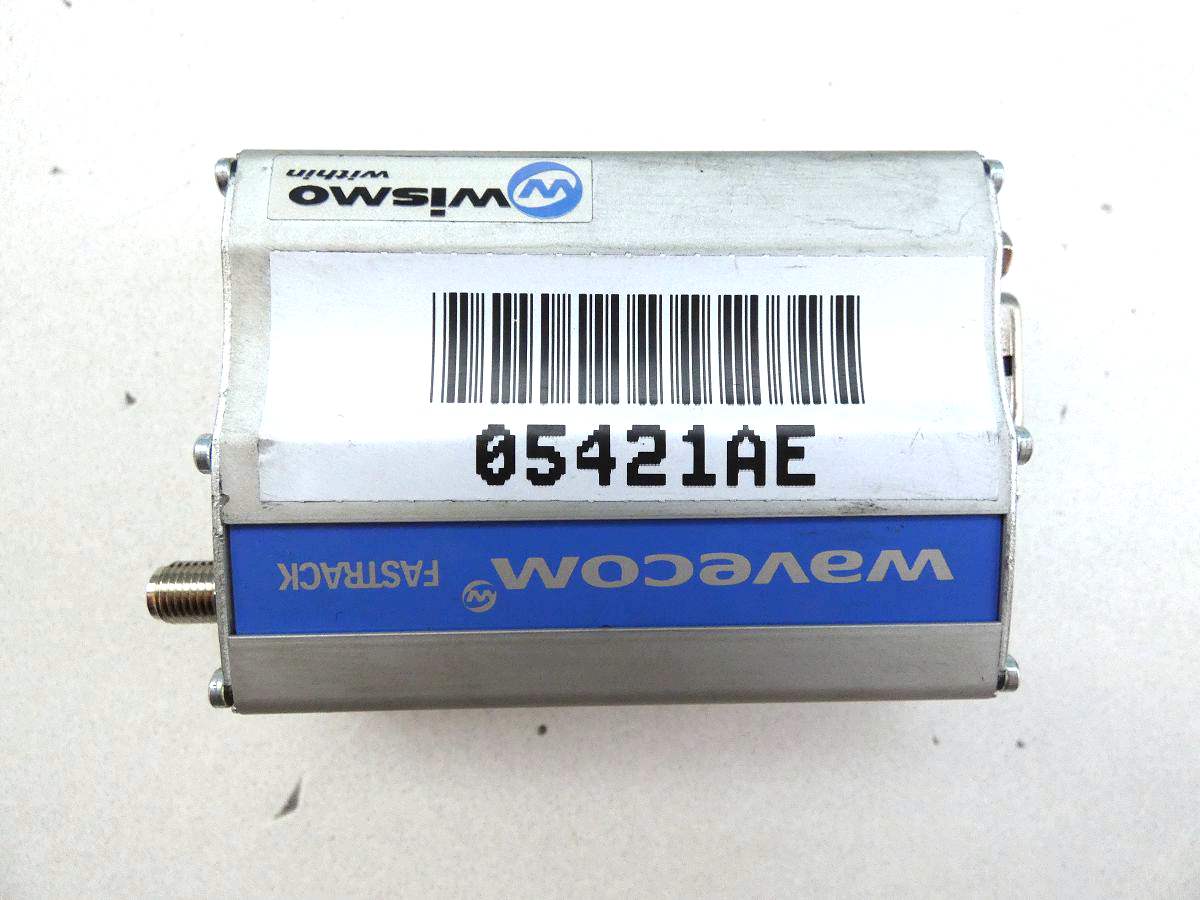 wismo
within
05421AE
wavecom
FASTRACK